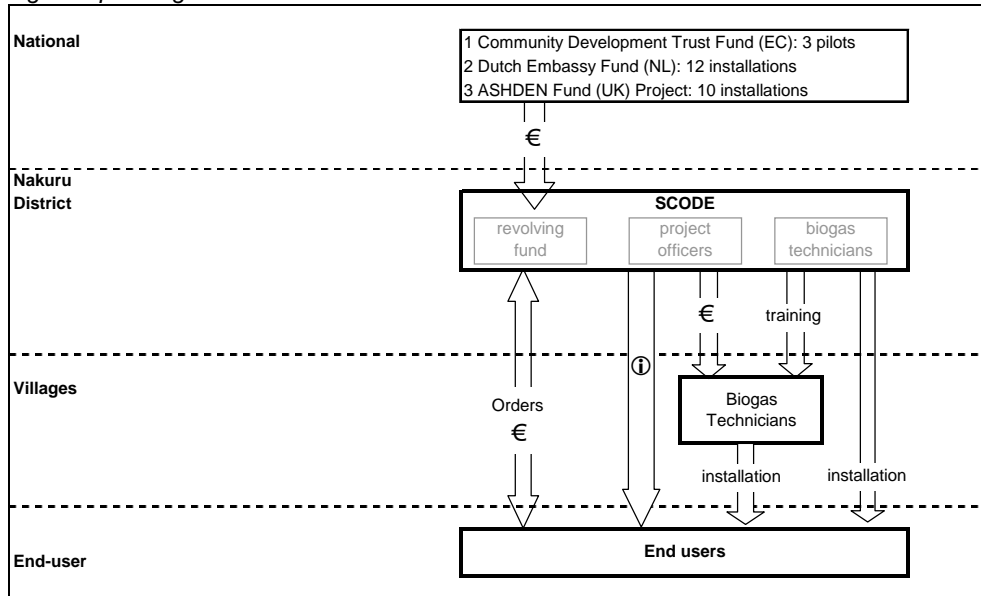 National
1 Community Development Trust Fund (EC): 3 pilots
2 Dutch Embassy Fund (NL): 12 installations
3 ASHDEN Fund (UK) Project: 10 installations
€
Nakuru
District
SCODE
revolving
fund
project
officers
biogas
technicians
€
training
Villages
Orders
€
ⓘ
Biogas
Technicians
installation
installation
End-user
End users